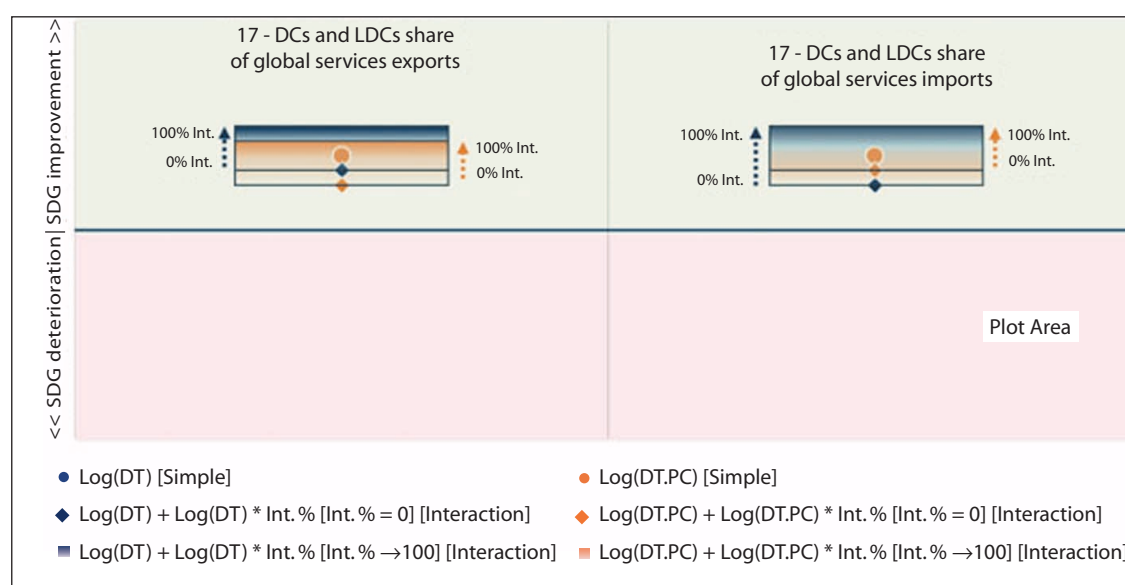 << SDG deterioration| SDG improvement >>
17 - DCs and LDCs share
of global services exports
100% Int.
0% Int.
100% Int.
0% Int.
17 - DCs and LDCs share
of global services imports
100% Int.
0% Int.
100% Int.
0% Int.
Plot Area
Log(DT) [Simple]
Log(DT.PC) [Simple]
Log(DT) + Log(DT) * Int. % [Int. % = 0] [Interaction]
Log(DT.PC) + Log(DT.PC) * Int. % [Int. % = 0] [Interaction]
Log(DT) + Log(DT) * Int. % [Int. % →100] [Interaction]
Log(DT.PC) + Log(DT.PC) * Int. % [Int. % →100] [Interaction]